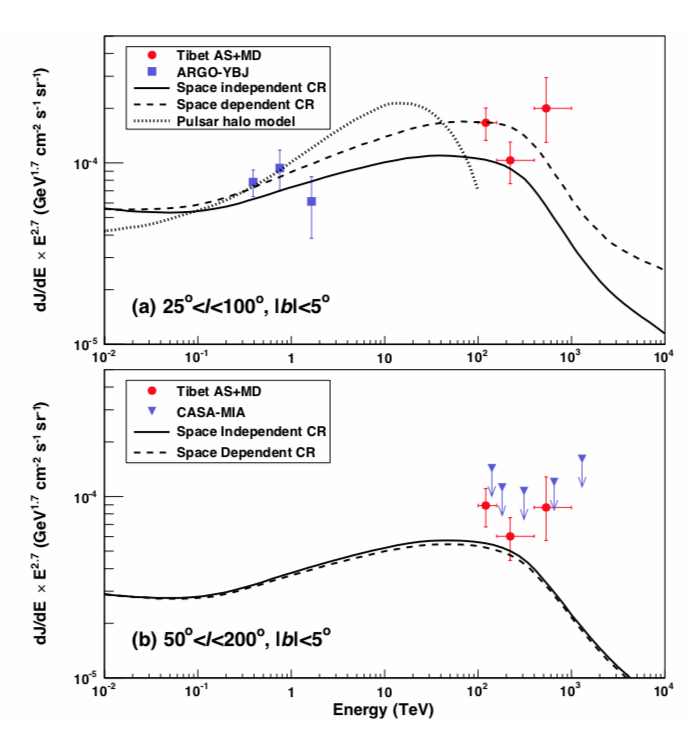 Tibet AS+MD
ARGO-YBJ
Space independent CR
Space dependent CR
Pulsar halo model
dJ/dE × E^2.7 (GeV^1.7 cm^-2 s^-1 sr^-1)
10^-4
10^-5
(a) 25°<l<100°, |b|<5°
10^-2 10^-1 1 10 10^2 10^3 10^4
Tibet AS+MD
CASA-MIA
Space Independent CR
Space Dependent CR
dJ/dE × E^2.7 (GeV^1.7 cm^-2 s^-1 sr^-1)
10^-4
10^-5
(b) 50°<l<200°, |b|<5°
10^-2 10^-1 1 10 10^2 10^3 10^4
Energy (TeV)